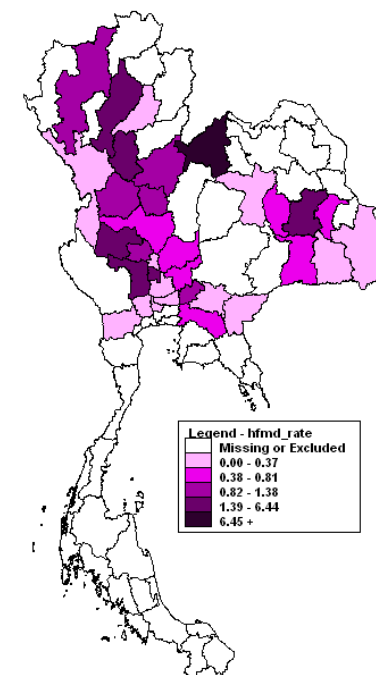 Legend - hfmd_rate
Missing or Excluded
0.00 - 0.37
0.38 - 0.81
0.82 - 1.38
1.39 - 6.44
6.45 +